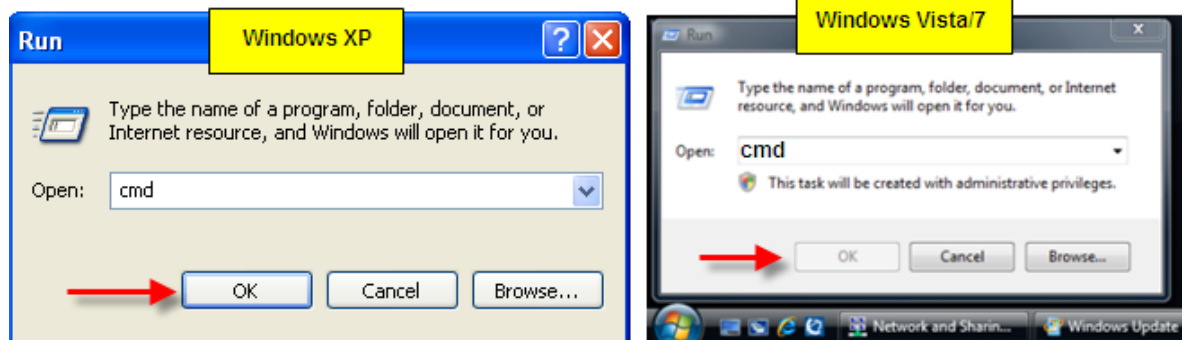 Windows XP
Run
Type the name of a program, folder, document, or
Internet resource, and Windows will open it for you.
Open: cmd
OK Cancel Browse...
Windows Vista/7
Run
Type the name of a program, folder, document, or Internet
resource, and Windows will open it for you.
Open: cmd
This task will be created with administrative privileges.
OK Cancel Browse...
Network and Sharin... Windows Update